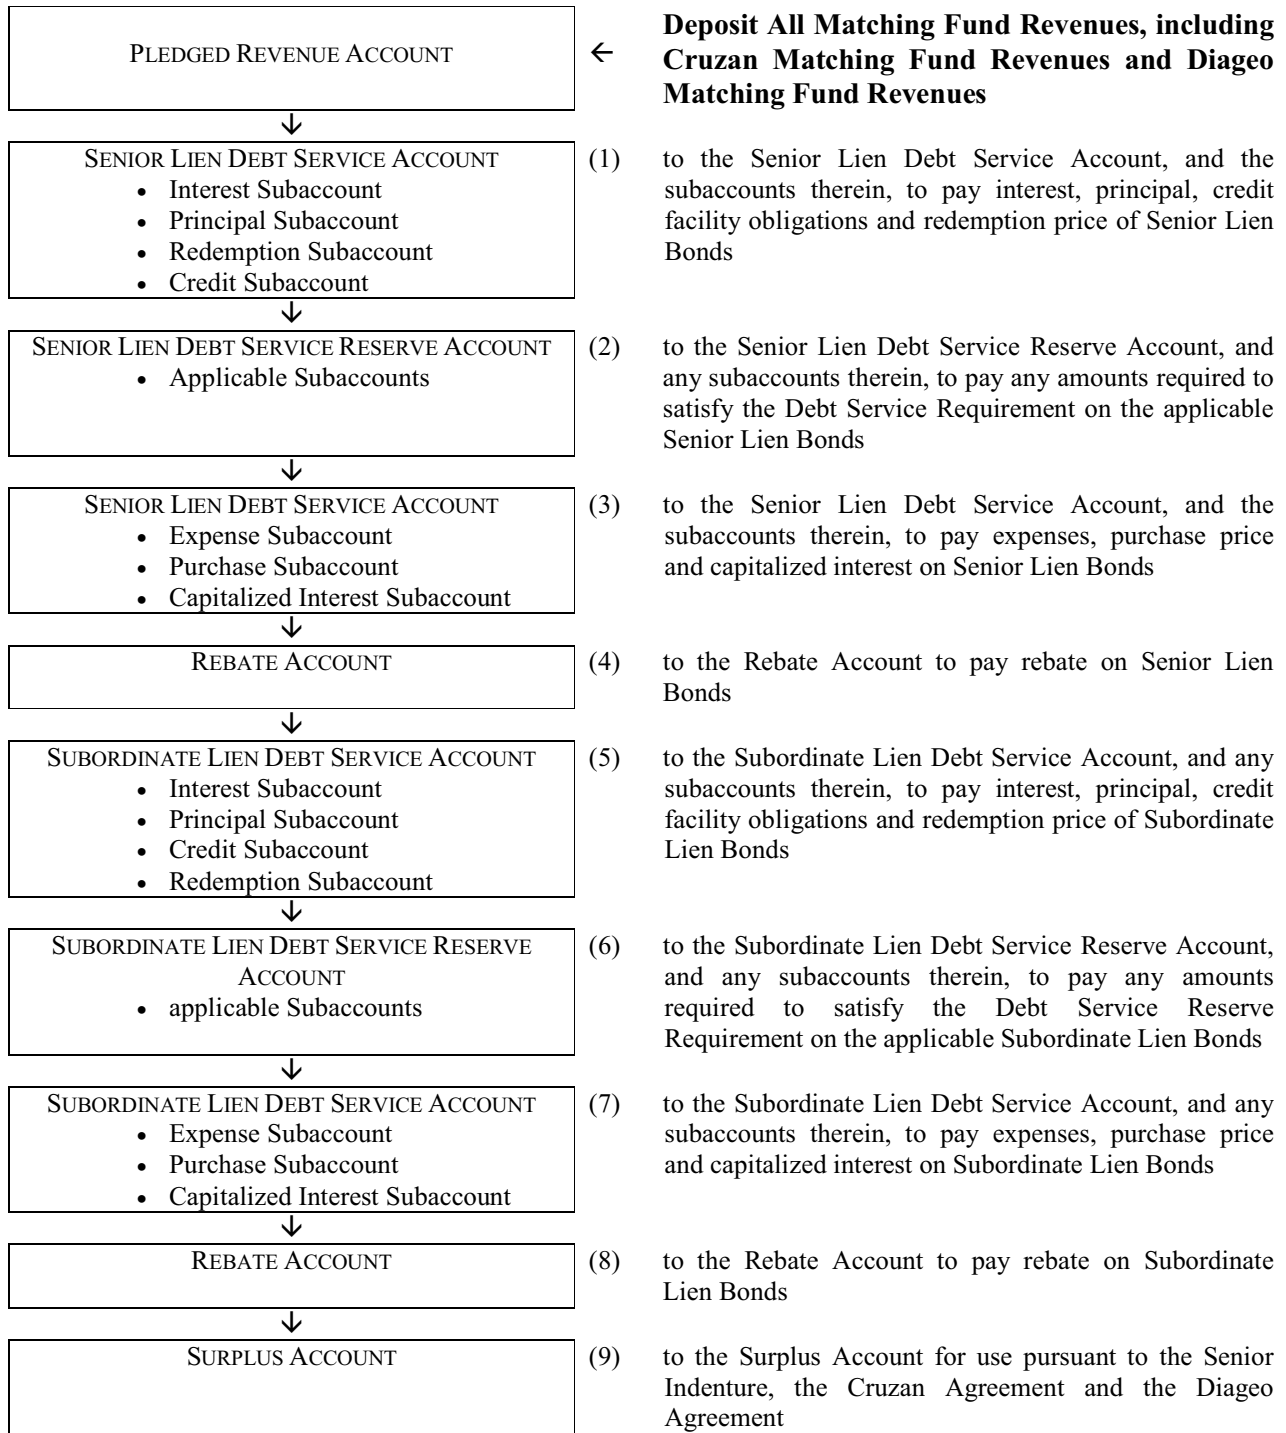 PLEDGED REVENUE ACCOUNT
← Deposit All Matching Fund Revenues, including
Cruzan Matching Fund Revenues and Diageo
Matching Fund Revenues
↓
SENIOR LIEN DEBT SERVICE ACCOUNT
• Interest Subaccount
• Principal Subaccount
• Redemption Subaccount
• Credit Subaccount
(1) to the Senior Lien Debt Service Account, and the
subaccounts therein, to pay interest, principal, credit
facility obligations and redemption price of Senior Lien
Bonds
↓
SENIOR LIEN DEBT SERVICE RESERVE ACCOUNT
• Applicable Subaccounts
(2) to the Senior Lien Debt Service Reserve Account, and
any subaccounts therein, to pay any amounts required to
satisfy the Debt Service Requirement on the applicable
Senior Lien Bonds
↓
SENIOR LIEN DEBT SERVICE ACCOUNT
• Expense Subaccount
• Purchase Subaccount
• Capitalized Interest Subaccount
(3) to the Senior Lien Debt Service Account, and the
subaccounts therein, to pay expenses, purchase price
and capitalized interest on Senior Lien Bonds
↓
REBATE ACCOUNT
(4) to the Rebate Account to pay rebate on Senior Lien
Bonds
↓
SUBORDINATE LIEN DEBT SERVICE ACCOUNT
• Interest Subaccount
• Principal Subaccount
• Credit Subaccount
• Redemption Subaccount
(5) to the Subordinate Lien Debt Service Account, and any
subaccounts therein, to pay interest, principal, credit
facility obligations and redemption price of Subordinate
Lien Bonds
↓
SUBORDINATE LIEN DEBT SERVICE RESERVE
ACCOUNT
• applicable Subaccounts
(6) to the Subordinate Lien Debt Service Reserve Account,
and any subaccounts therein, to pay any amounts
required to satisfy the Debt Service Reserve
Requirement on the applicable Subordinate Lien Bonds
↓
SUBORDINATE LIEN DEBT SERVICE ACCOUNT
• Expense Subaccount
• Purchase Subaccount
• Capitalized Interest Subaccount
(7) to the Subordinate Lien Debt Service Account, and any
subaccounts therein, to pay expenses, purchase price
and capitalized interest on Subordinate Lien Bonds
↓
REBATE ACCOUNT
(8) to the Rebate Account to pay rebate on Subordinate
Lien Bonds
↓
SURPLUS ACCOUNT
(9) to the Surplus Account for use pursuant to the Senior
Indenture, the Cruzan Agreement and the Diageo
Agreement